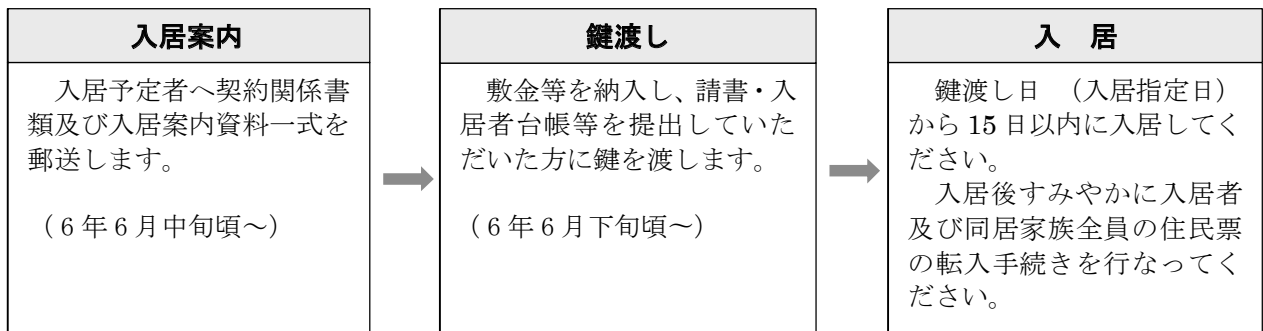 入居案内
入居予定者へ契約関係書
類及び入居案内資料一式を
郵送します。
（6年6月中旬頃～）
鍵渡し
敷金等を納入し、請書・入
居者台帳等を提出していた
だいた方に鍵を渡します。
（6年6月下旬頃～）
入　居
鍵渡し日　（入居指定日）
から 15 日以内に入居してく
ださい。
入居後すみやかに入居者
及び同居家族全員の住民票
の転入手続きを行なってく
ださい。